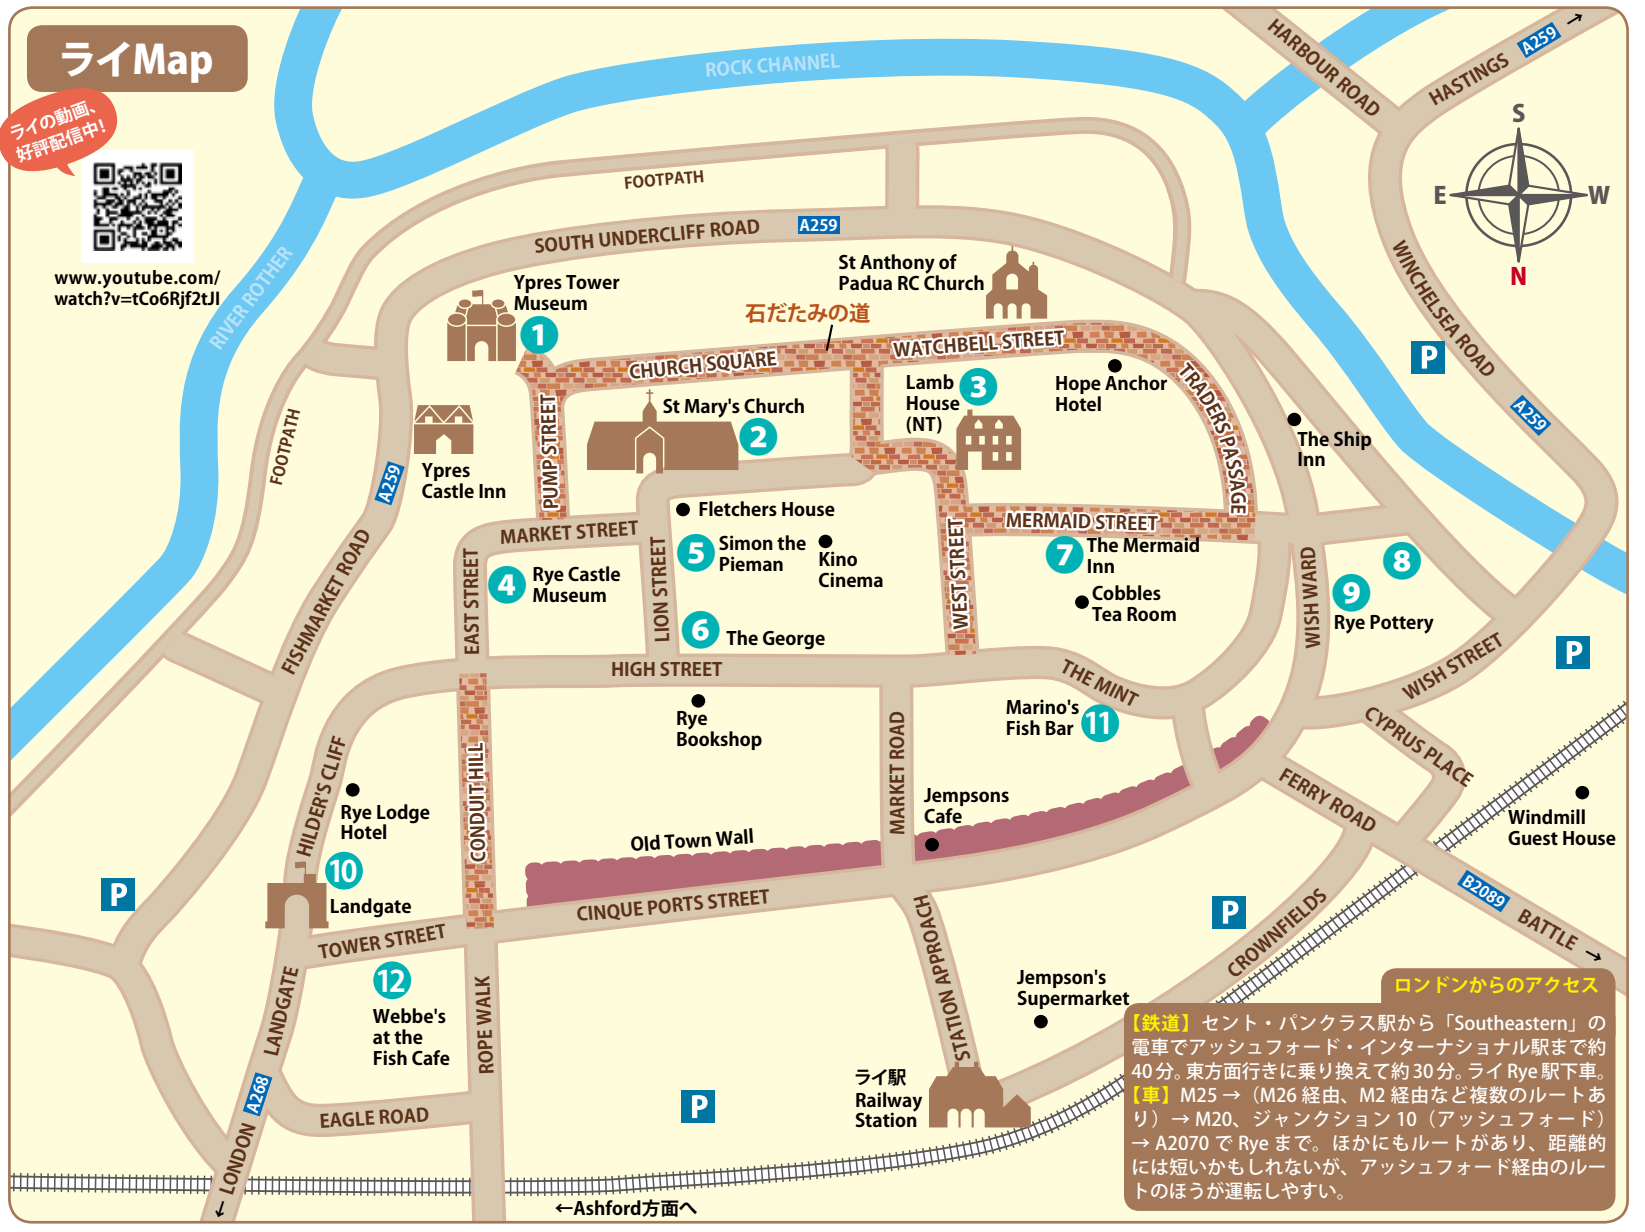 ライMap
ライの動画、
好評配信中!
www.youtube.com/
watch?v=tCo6Rjf2tJI
ROCK CHANNEL
HARBOUR ROAD
HASTINGS
A259
→
S
E
W
N
RIVER ROTHER
FOOTPATH
SOUTH UNDERCLIFF ROAD
A259
WINCHELSEA ROAD
A259
P
Ypres Tower
Museum
1
St Anthony of
Padua RC Church
石だたみの道
CHURCH SQUARE
WATCHBELL STREET
TRADERS PASSAGE
Lamb
House
(NT)
3
Hope Anchor
Hotel
The Ship
Inn
St Mary's Church
2
PUMP STREET
Ypres
Castle Inn
FOOTPATH
A259
FISHMARKET ROAD
MARKET STREET
EAST STREET
LION STREET
Fletchers House
5
Simon the
Pieman
Kino
Cinema
4
Rye Castle
Museum
6
The George
WEST STREET
MERMAID STREET
7
The Mermaid
Inn
Cobbles
Tea Room
WISH WARD
8
9
Rye Pottery
WISH STREET
P
HIGH STREET
THE MINT
Marino's
Fish Bar
11
Rye
Bookshop
MARKET ROAD
CONDUIT HILL
HILDER'S CLIFF
Rye Lodge
Hotel
10
Landgate
P
Old Town Wall
Jempsons
Cafe
CYPRUS PLACE
FERRY ROAD
Windmill
Guest House
B2089
BATTLE
→
P
CROWNFIELDS
CINQUE PORTS STREET
TOWER STREET
12
Webbe's
at the
Fish Cafe
LANDGATE
A268
ROPE WALK
EAGLE ROAD
LONDON
←
STATION APPROACH
Jempson's
Supermarket
ライ駅
Railway
Station
P
←Ashford方面へ
ロンドンからのアクセス
【鉄道】セント・パンクラス駅から「Southeastern」の
電車でアッシュフォード・インターナショナル駅まで約
40分。東方面行きに乗り換えて約30分。ライRye駅下車。
【車】M25→(M26経由、M2経由など複数のルートあ
り)→M20、ジャンクション10(アッシュフォード)
→A2070でRyeまで。ほかにもルートがあり、距離的
には短いかもしれないが、アッシュフォード経由のルー
トのほうが運転しやすい。